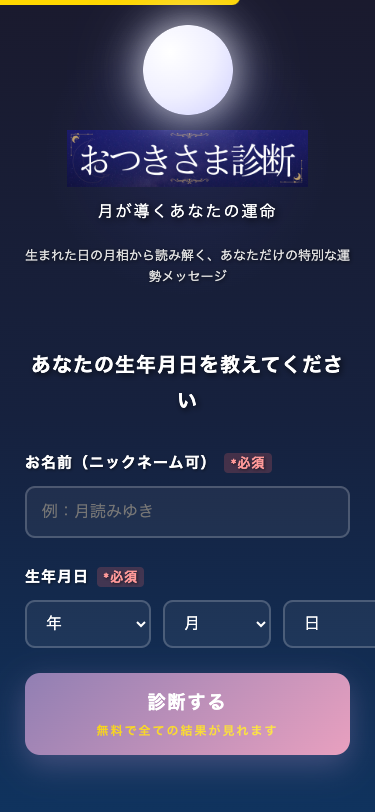 おつきさま診断
月が導くあなたの運命
生まれた日の月相から読み解く、あなただけの特別な運
勢メッセージ
あなたの生年月日を教えてくださ
い
お名前（ニックネーム可） *必須
例：月読みゆき
生年月日 *必須
年 月 日
診断する
無料で全ての結果が見れます